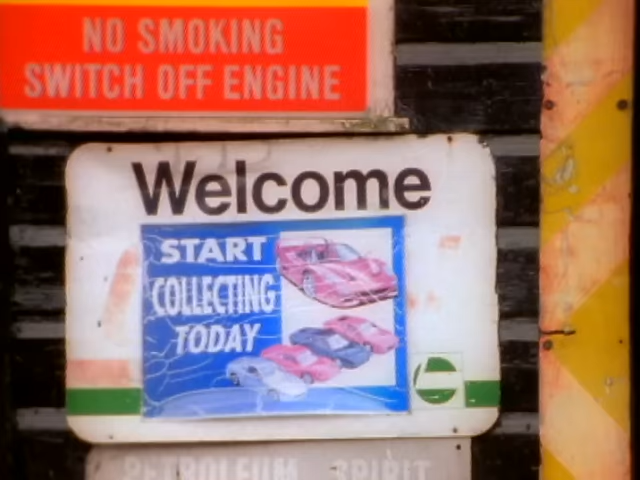 NO SMOKING
SWITCH OFF ENGINE
Welcome
START
COLLECTING
TODAY
PETROLEUM SPIRIT